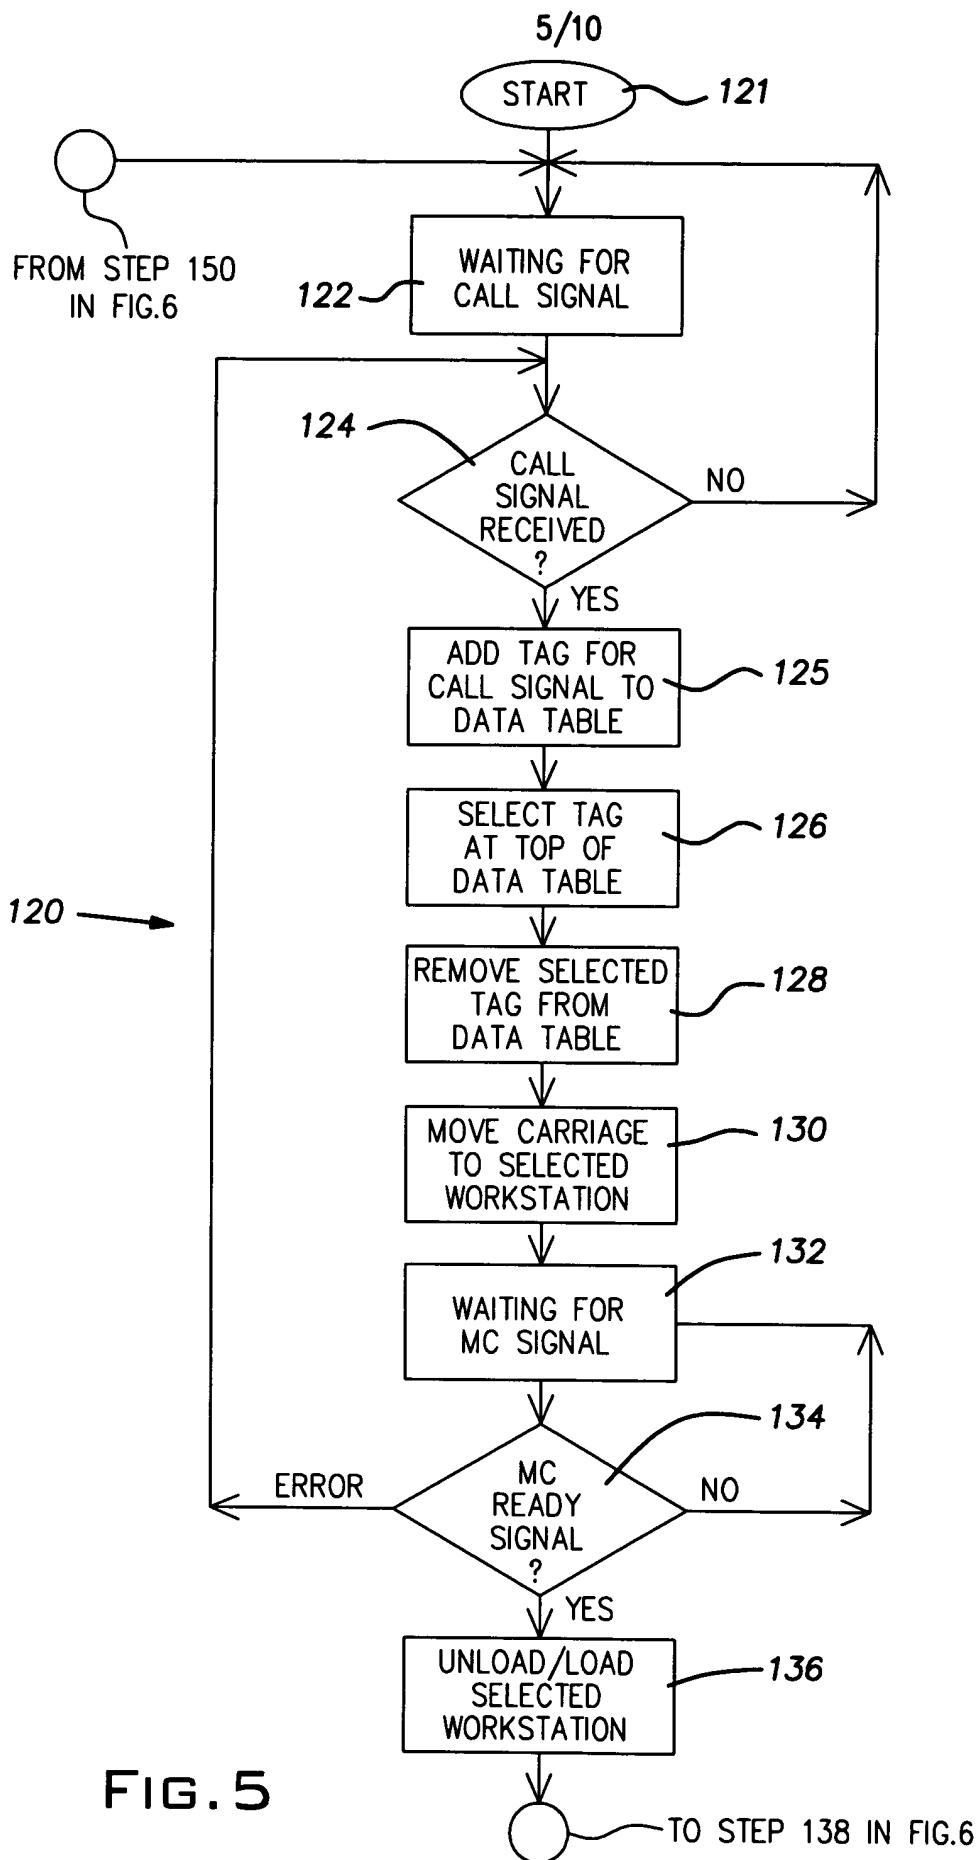 5/10
START
121
FROM STEP 150
IN FIG.6
WAITING FOR
CALL SIGNAL
122
124
CALL
SIGNAL
RECEIVED
?
NO
YES
ADD TAG FOR
CALL SIGNAL TO
DATA TABLE
125
SELECT TAG
AT TOP OF
DATA TABLE
126
120
REMOVE SELECTED
TAG FROM
DATA TABLE
128
MOVE CARRIAGE
TO SELECTED
WORKSTATION
130
WAITING FOR
MC SIGNAL
132
134
ERROR
MC
READY
SIGNAL
?
NO
YES
UNLOAD/LOAD
SELECTED
WORKSTATION
136
FIG. 5
TO STEP 138 IN FIG.6